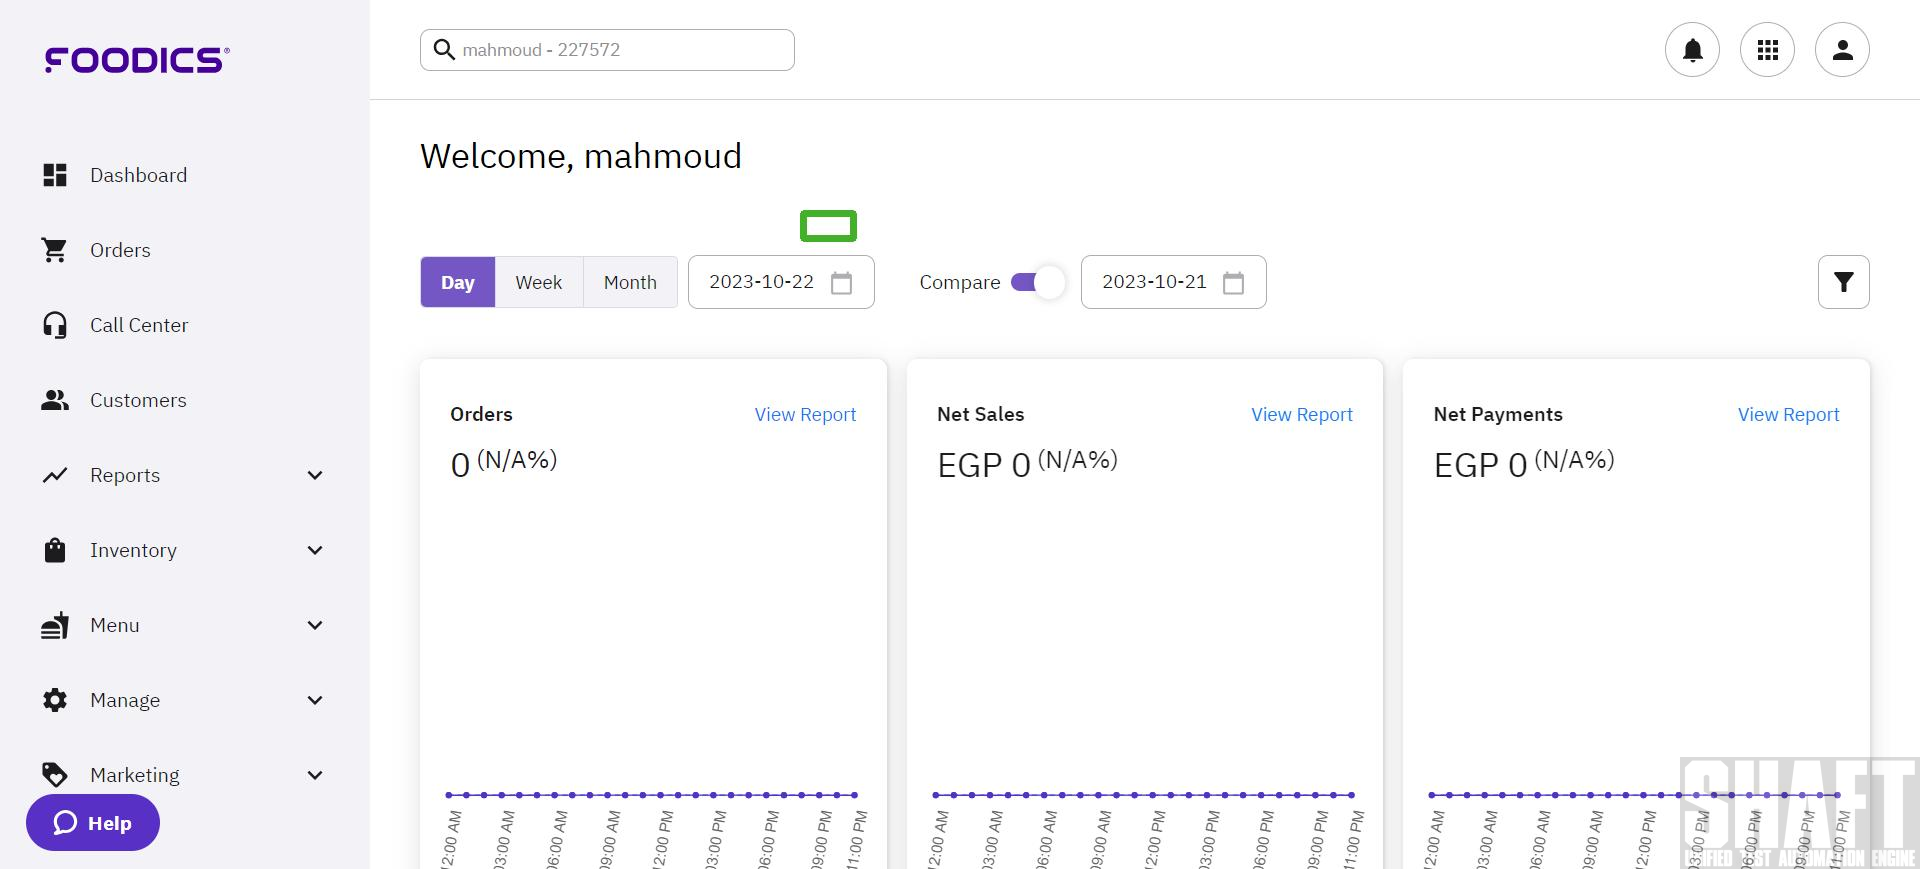 FOODICS®
mahmoud - 227572
Dashboard
Orders
Call Center
Customers
Reports
Inventory
Menu
Manage
Marketing
Help
Welcome, mahmoud
Day Week Month 2023-10-22 Compare 2023-10-21
Orders View Report
0 (N/A%)
12:00 AM 03:00 AM 06:00 AM 09:00 AM 12:00 PM 03:00 PM 06:00 PM 09:00 PM 11:00 PM
Net Sales View Report
EGP 0 (N/A%)
12:00 AM 03:00 AM 06:00 AM 09:00 AM 12:00 PM 03:00 PM 06:00 PM 09:00 PM 11:00 PM
Net Payments View Report
EGP 0 (N/A%)
12:00 AM 03:00 AM 06:00 AM 09:00 AM 12:00 PM 03:00 PM 06:00 PM 09:00 PM 11:00 PM
SHAFT
UNIFIED TEST AUTOMATION ENGINE